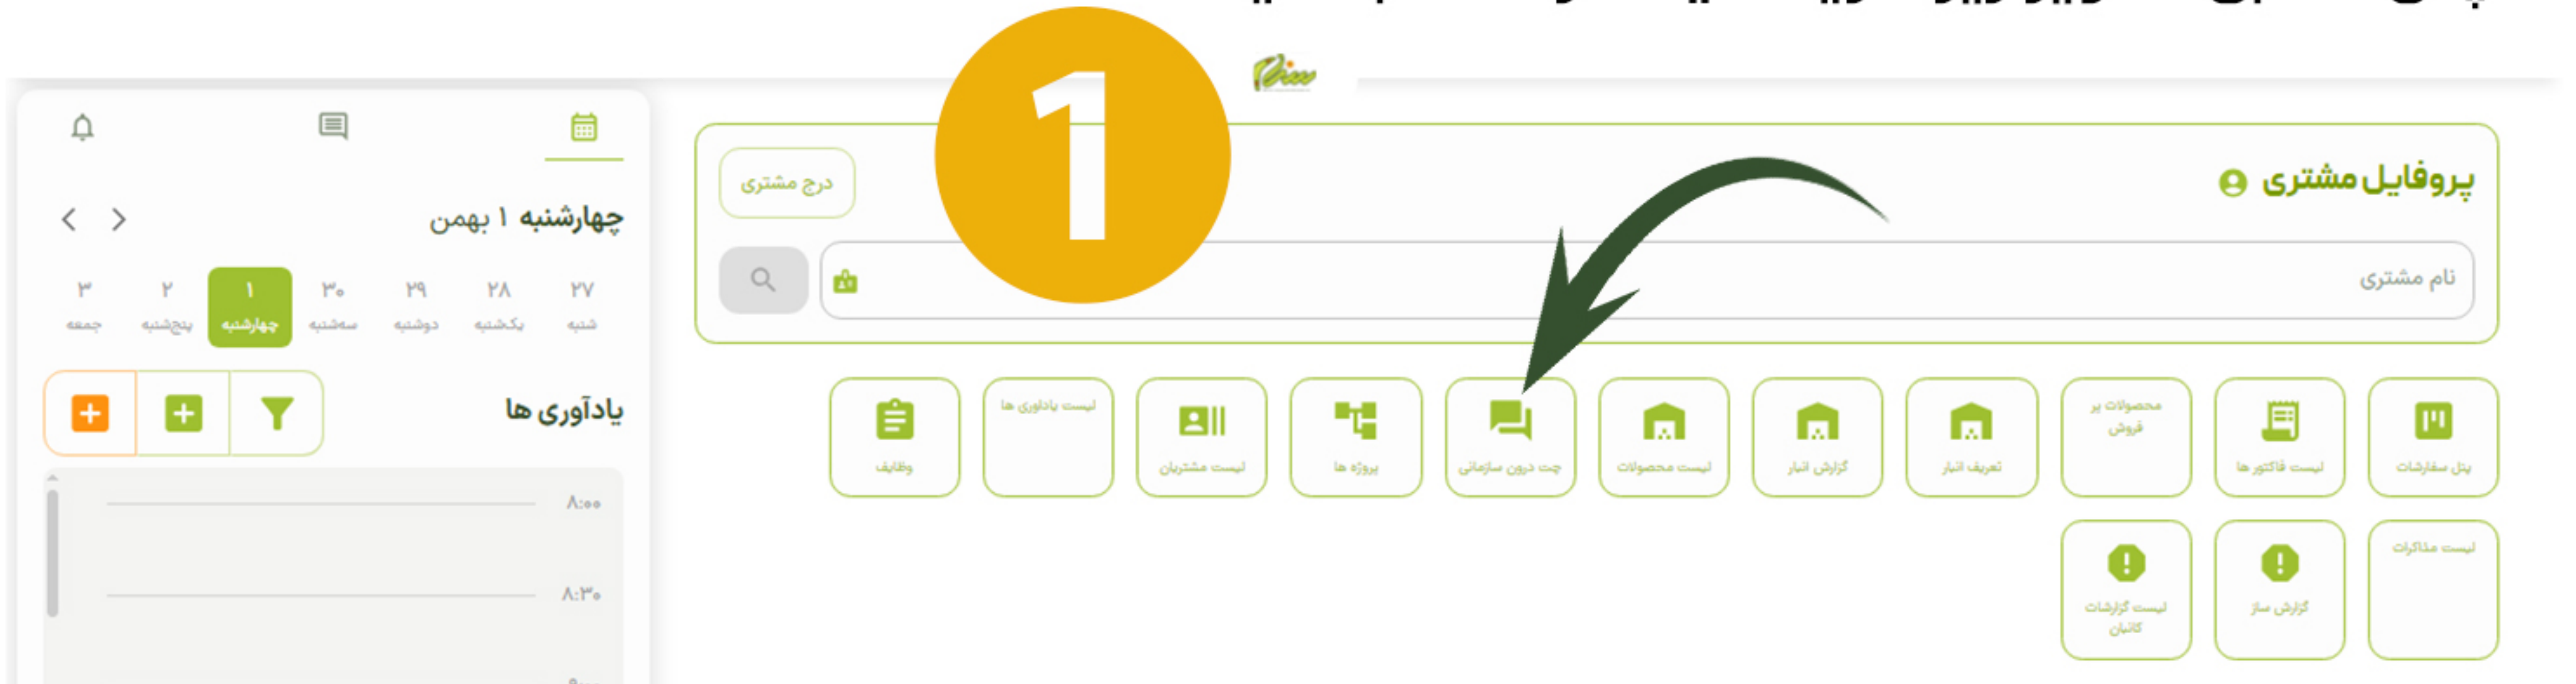 1
پروفایل مشتری
درج مشتری
نام مشتری
پنل سفارشات
لیست فاکتور ها
محصولات پر
فروش
تعریف انبار
گزارش انبار
لیست محصولات
چت درون سازمانی
پروژه ها
لیست مشتریان
لیست یادآوری ها
وظایف
لیست مذاکرات
گزارش ساز
لیست گزارشات
کانبان
چهارشنبه ۱ بهمن
۲۷ ۲۸ ۲۹ ۳۰ ۱ ۲ ۳
شنبه یکشنبه دوشنبه سه‌شنبه چهارشنبه پنج‌شنبه جمعه
یادآوری ها
۸:۰۰
۸:۳۰